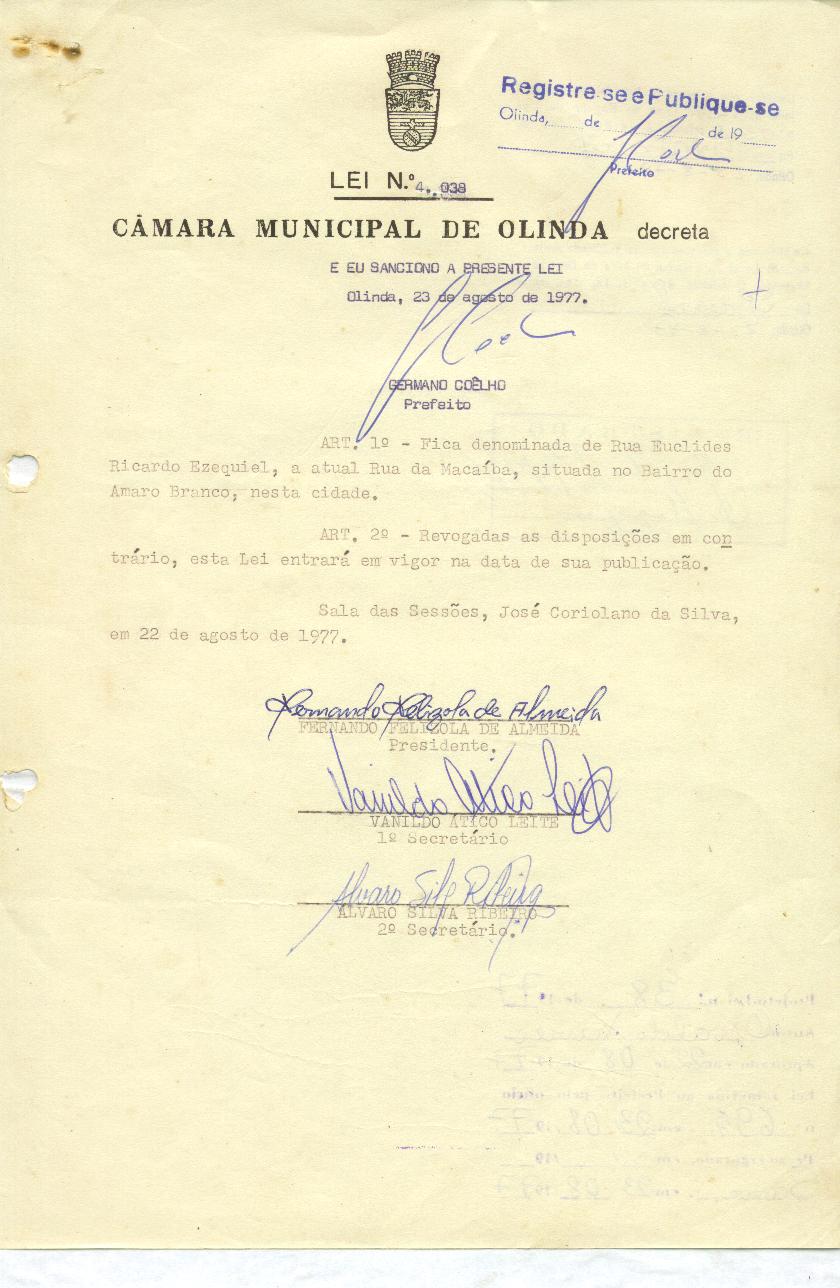 Registre-se e Publique-se
Olinda, de de 19
Prefeito
LEI N.º 4.038
CÂMARA MUNICIPAL DE OLINDA decreta
E EU SANCIONO A PRESENTE LEI
Olinda, 23 de agosto de 1977.
GERMANO COÊLHO
Prefeito
ART. 1º - Fica denominada de Rua Euclides
Ricardo Ezequiel, a atual Rua da Macaíba, situada no Bairro do
Amaro Branco, nesta cidade.
ART. 2º - Revogadas as disposições em con
trário, esta Lei entrará em vigor na data de sua publicação.
Sala das Sessões, José Coriolano da Silva,
em 22 de agosto de 1977.
Fernando Felizola de Almeida
FERNANDO FELIZOLA DE ALMEIDA
Presidente.
Vanildo Ático Leite
VANILDO ÁTICO LEITE
1º Secretário
Alvaro Silva Ribeiro
ALVARO SILVA RIBEIRO
2º Secretário.